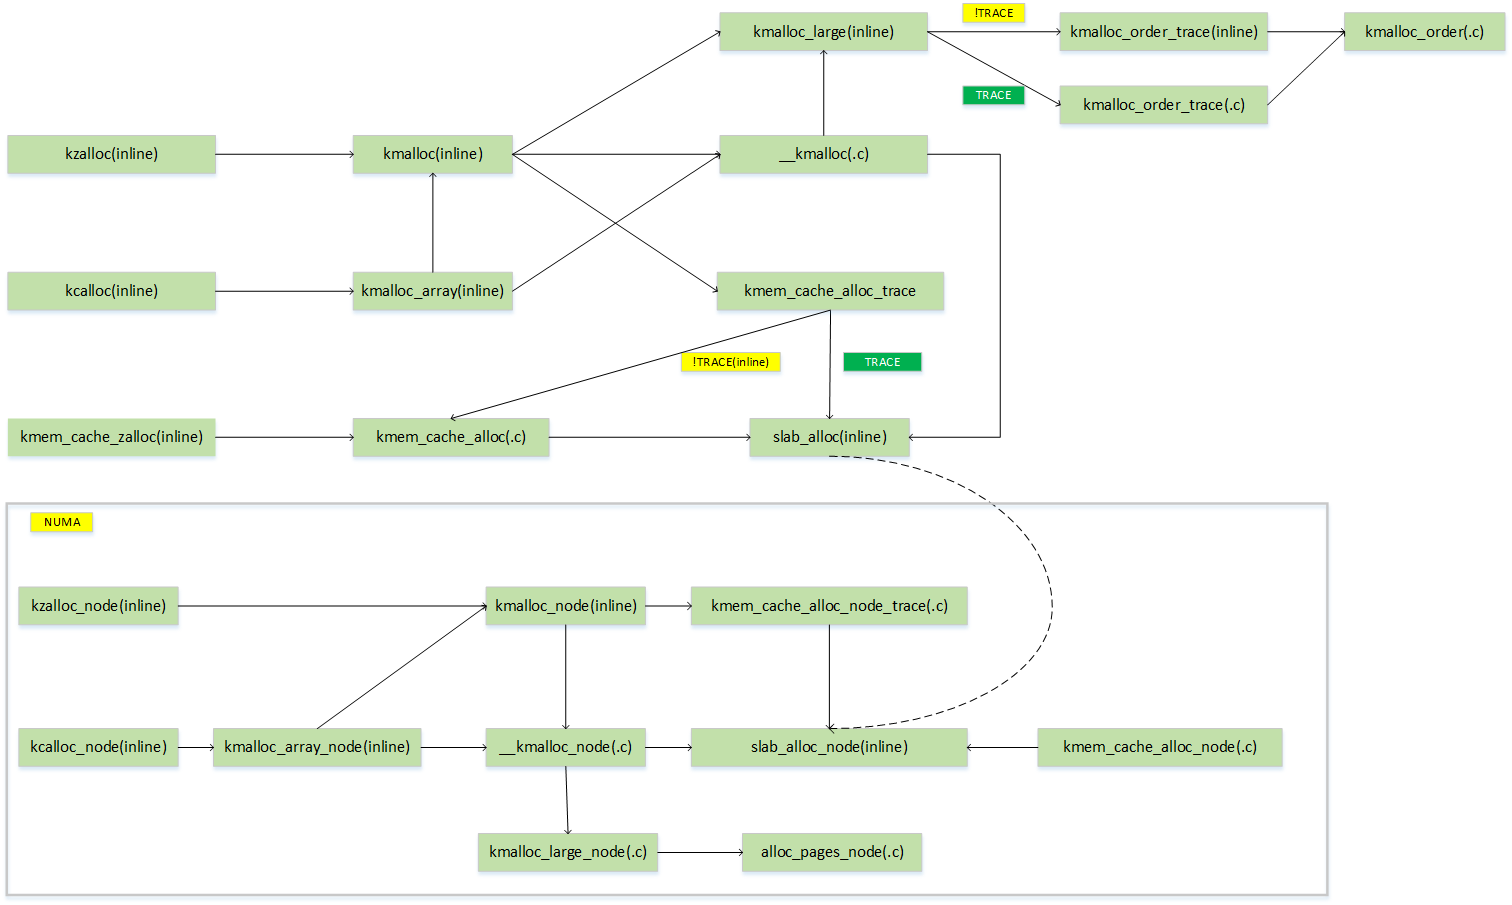 !TRACE
kmalloc_large(inline)
kmalloc_order_trace(inline)
kmalloc_order(.c)
TRACE
kmalloc_order_trace(.c)
kzalloc(inline)
kmalloc(inline)
__kmalloc(.c)
kcalloc(inline)
kmalloc_array(inline)
kmem_cache_alloc_trace
!TRACE(inline)
TRACE
kmem_cache_zalloc(inline)
kmem_cache_alloc(.c)
slab_alloc(inline)
NUMA
kzalloc_node(inline)
kmalloc_node(inline)
kmem_cache_alloc_node_trace(.c)
kcalloc_node(inline)
kmalloc_array_node(inline)
__kmalloc_node(.c)
slab_alloc_node(inline)
kmem_cache_alloc_node(.c)
kmalloc_large_node(.c)
alloc_pages_node(.c)